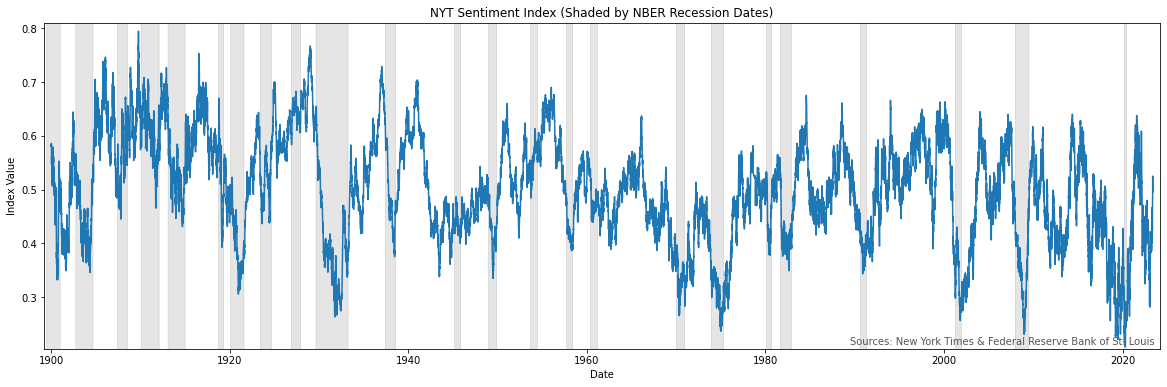 NYT Sentiment Index (Shaded by NBER Recession Dates)
Index Value
0.8
0.7
0.6
0.5
0.4
0.3
Sources: New York Times & Federal Reserve Bank of St. Louis
1900 1920 1940 1960 1980 2000 2020
Date